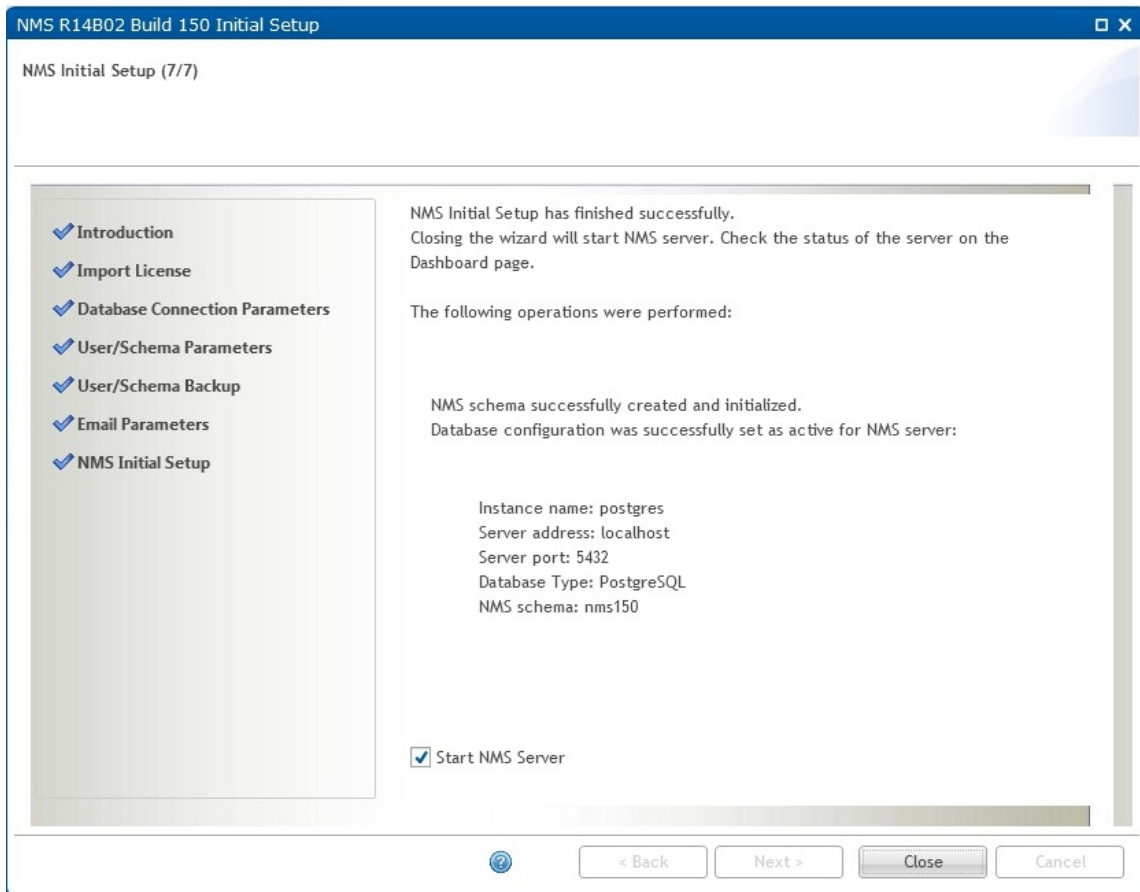 NMS R14B02 Build 150 Initial Setup
NMS Initial Setup (7/7)
Introduction
Import License
Database Connection Parameters
User/Schema Parameters
User/Schema Backup
Email Parameters
NMS Initial Setup
NMS Initial Setup has finished successfully.
Closing the wizard will start NMS server. Check the status of the server on the
Dashboard page.
The following operations were performed:
NMS schema successfully created and initialized.
Database configuration was successfully set as active for NMS server:
Instance name: postgres
Server address: localhost
Server port: 5432
Database Type: PostgreSQL
NMS schema: nms150
Start NMS Server
?
< Back
Next >
Close
Cancel